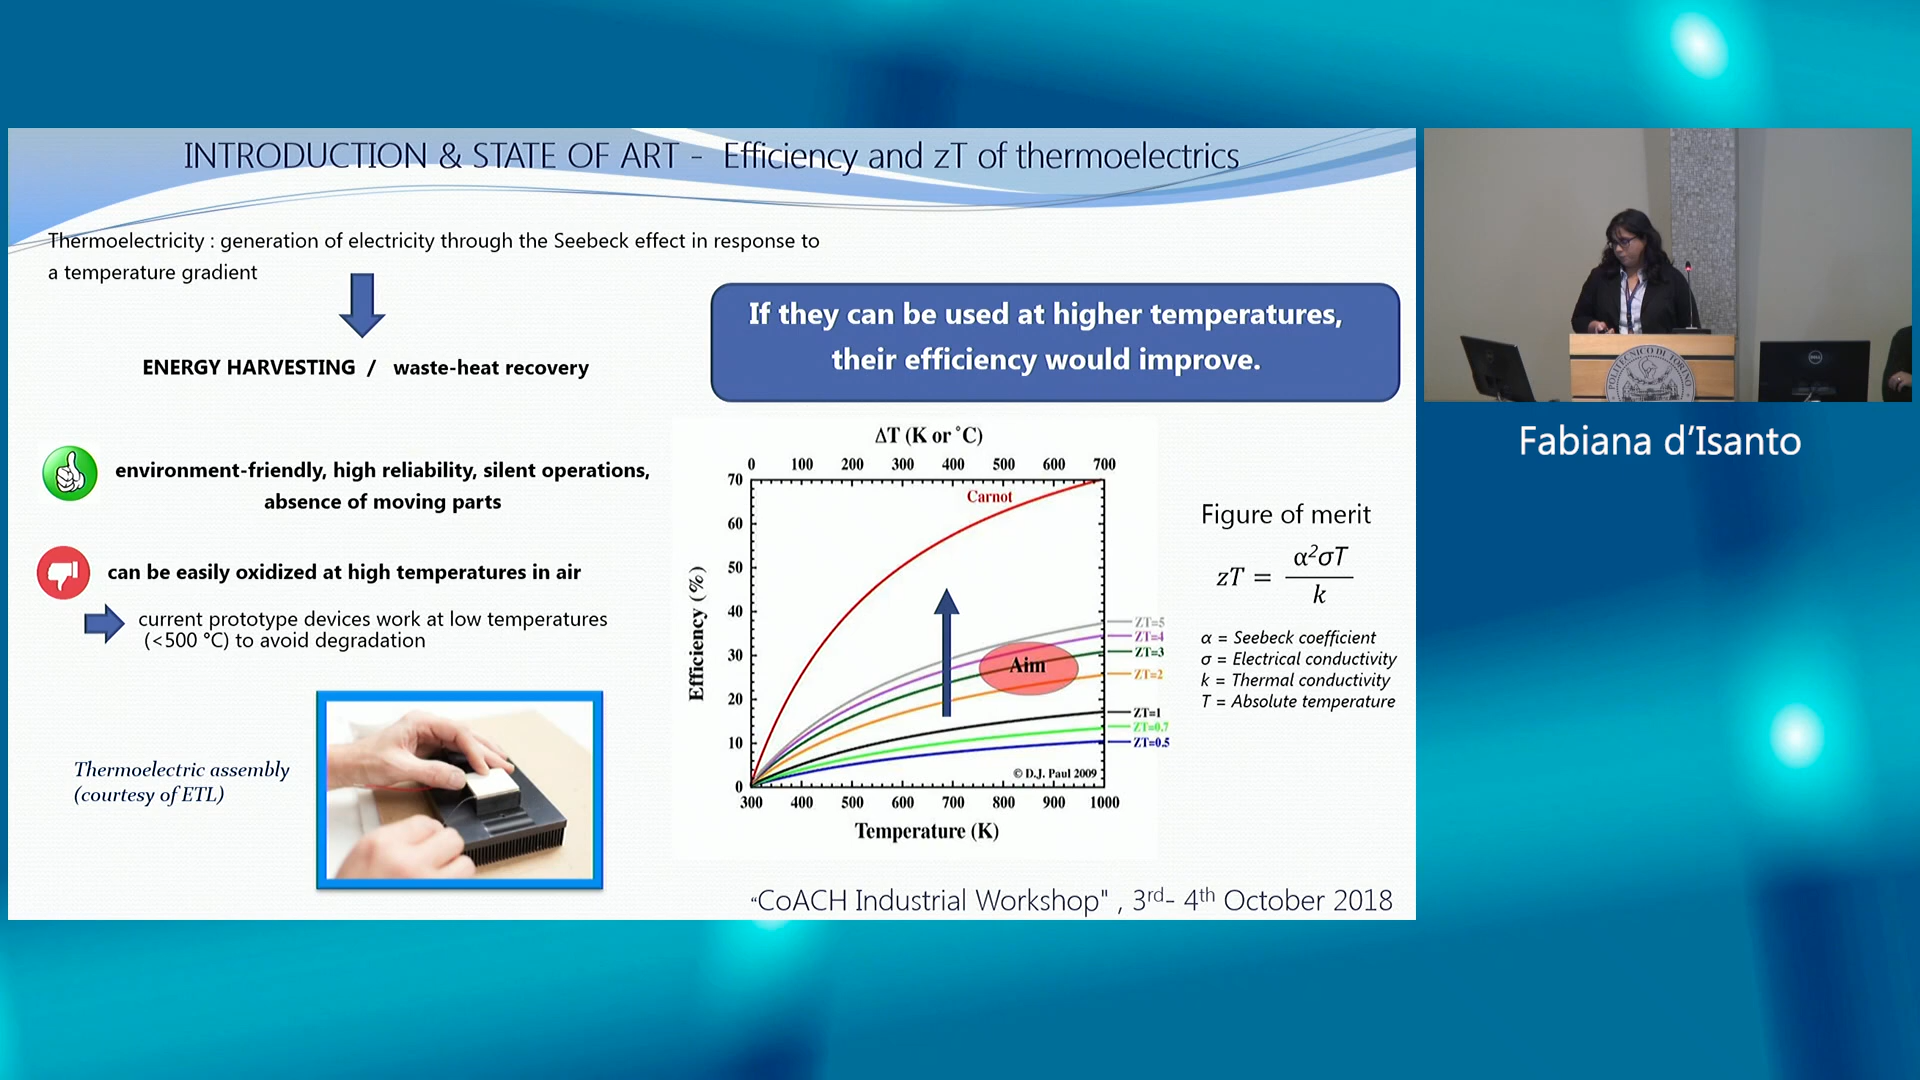 INTRODUCTION & STATE OF ART - Efficiency and zT of thermoelectrics
Thermoelectricity : generation of electricity through the Seebeck effect in response to
a temperature gradient
ENERGY HARVESTING / waste-heat recovery
If they can be used at higher temperatures,
their efficiency would improve.
environment-friendly, high reliability, silent operations,
absence of moving parts
can be easily oxidized at high temperatures in air
current prototype devices work at low temperatures
(<500 °C) to avoid degradation
Thermoelectric assembly
(courtesy of ETL)
ΔT (K or °C)
0 100 200 300 400 500 600 700
70
60
50
40
30
20
10
0
Efficiency (%)
Carnot
Aim
ZT=5
ZT=4
ZT=3
ZT=2
ZT=1
ZT=0.7
ZT=0.5
© D.J. Paul 2009
300 400 500 600 700 800 900 1000
Temperature (K)
Figure of merit
zT = α²σT / k
α = Seebeck coefficient
σ = Electrical conductivity
k = Thermal conductivity
T = Absolute temperature
“CoACH Industrial Workshop" , 3rd- 4th October 2018
POLITECNICO DI TORINO
DELL
Fabiana d’Isanto